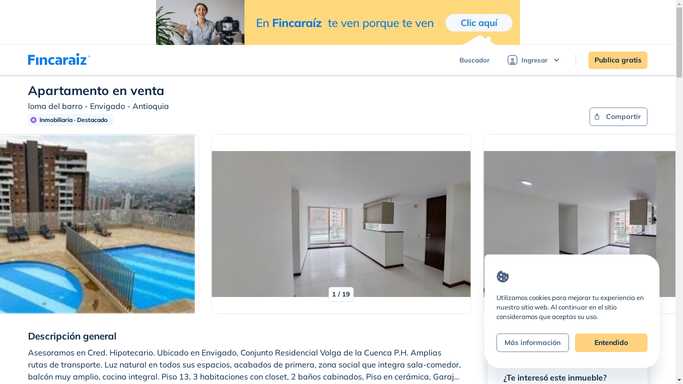 En Fincaraíz te ven porque te ven
Clic aquí
Fincaraiz
Buscador
Ingresar
Publica gratis
Apartamento en venta
loma del barro - Envigado - Antioquia
Inmobiliaria · Destacado
Compartir
1 / 19
Utilizamos cookies para mejorar tu experiencia en
nuestro sitio web. Al continuar en el sitio
consideramos que aceptas su uso.
Más información
Entendido
Descripción general
Asesoramos en Cred. Hipotecario. Ubicado en Envigado, Conjunto Residencial Volga de la Cuenca P.H. Amplias
rutas de transporte. Luz natural en todos sus espacios, acabados de primera, zona social que integra sala-comedor,
balcón muy amplio, cocina integral. Piso 13, 3 habitaciones con closet, 2 baños cabinados, Piso en cerámica, Garaj...
¿Te interesó este inmueble?